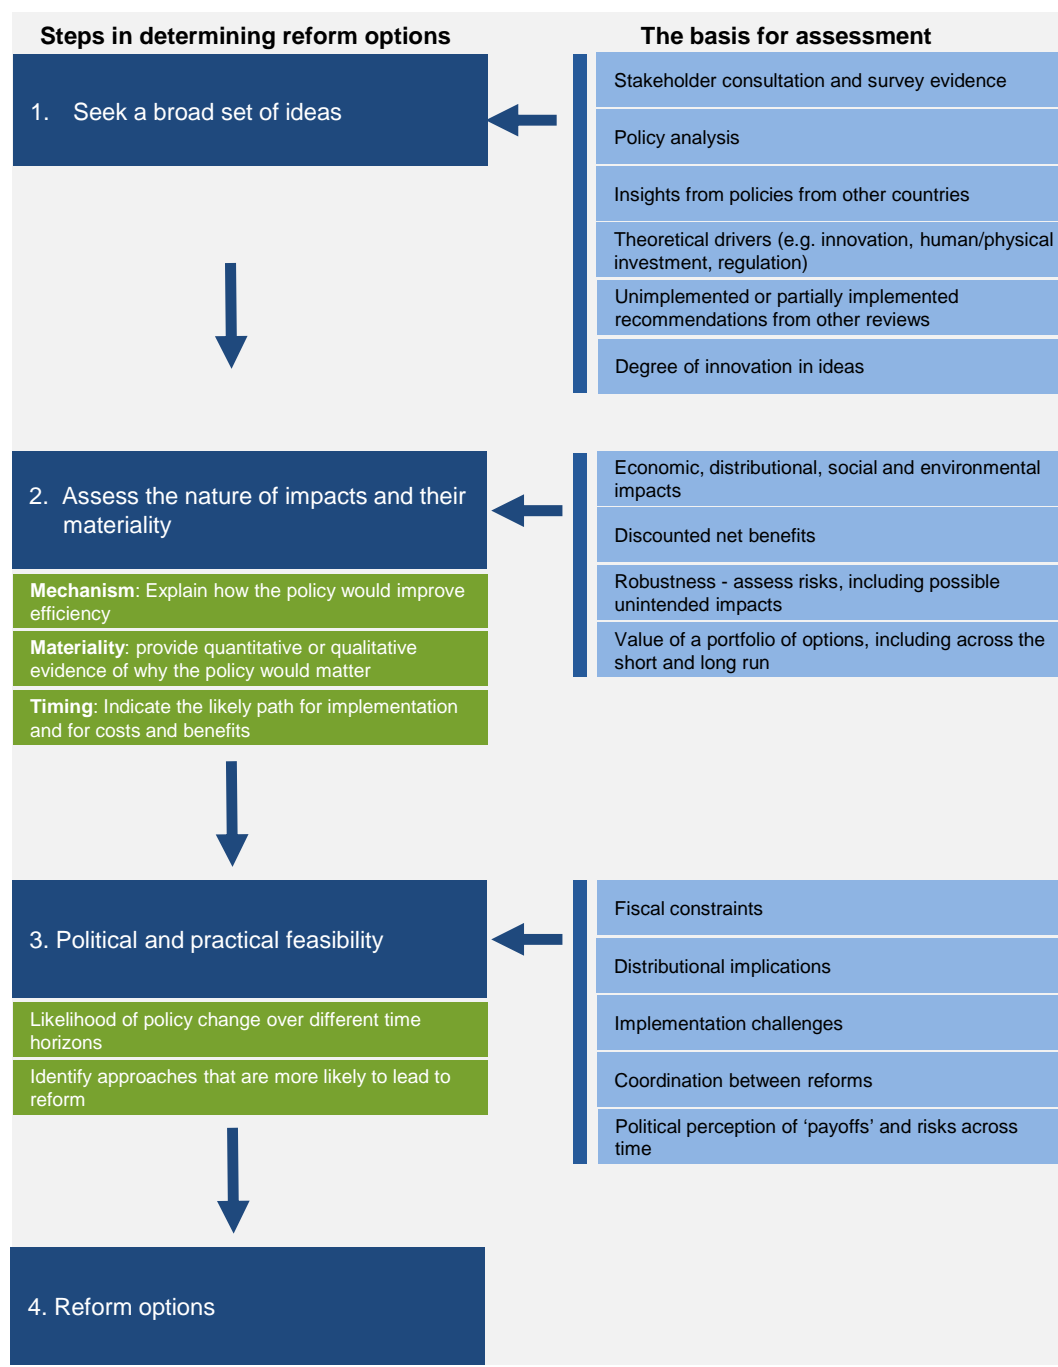 Steps in determining reform options
The basis for assessment
1. Seek a broad set of ideas
Stakeholder consultation and survey evidence
Policy analysis
Insights from policies from other countries
Theoretical drivers (e.g. innovation, human/physical
investment, regulation)
Unimplemented or partially implemented
recommendations from other reviews
Degree of innovation in ideas
2. Assess the nature of impacts and their
materiality
Mechanism: Explain how the policy would improve
efficiency
Materiality: provide quantitative or qualitative
evidence of why the policy would matter
Timing: Indicate the likely path for implementation
and for costs and benefits
Economic, distributional, social and environmental
impacts
Discounted net benefits
Robustness - assess risks, including possible
unintended impacts
Value of a portfolio of options, including across the
short and long run
3. Political and practical feasibility
Likelihood of policy change over different time
horizons
Identify approaches that are more likely to lead to
reform
Fiscal constraints
Distributional implications
Implementation challenges
Coordination between reforms
Political perception of ‘payoffs’ and risks across
time
4. Reform options